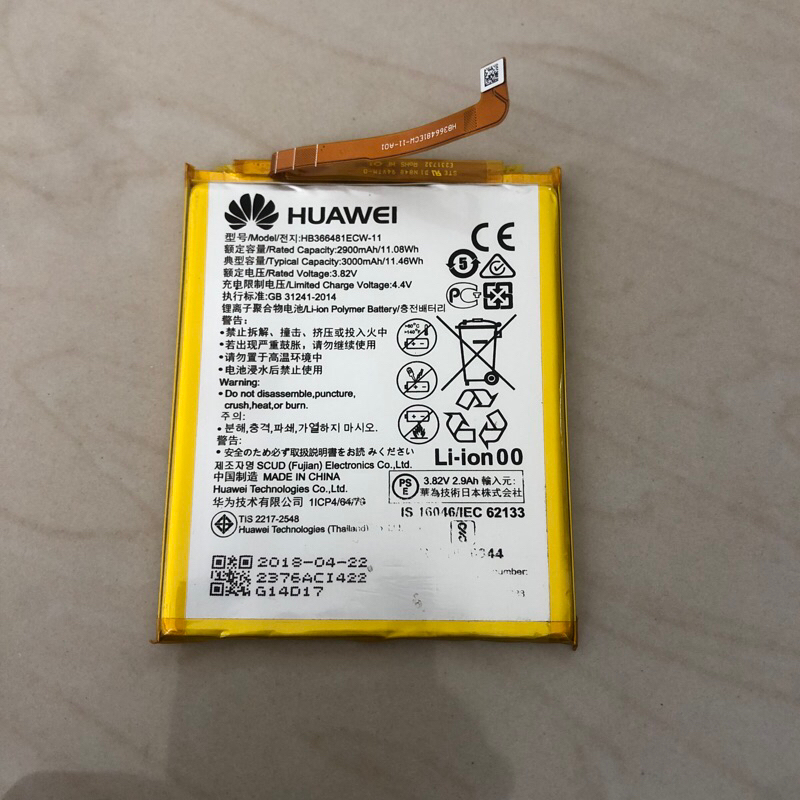 HB366481ECW-11-A01
HUAWEI
型号/Model/전지:HB366481ECW-11
额定容量/Rated Capacity:2900mAh/11.08Wh
典型容量/Typical Capacity:3000mAh/11.46Wh
额定电压/Rated Voltage:3.82V
充电限制电压/Limited Charge Voltage:4.4V
执行标准:GB 31241-2014
锂离子聚合物电池/Li-ion Polymer Battery/충전배터리
警告:
•禁止拆解、撞击、挤压或投入火中
•若出现严重鼓胀，请勿继续使用
•请勿置于高温环境中
•电池浸水后禁止使用
Warning:
•Do not disassemble,puncture,
crush,heat,or burn.
주의:
•분해,충격,파쇄,가열하지 마시오.
警告:
•安全のため必ず取扱説明書をお読みください
제조자명 SCUD (Fujian) Electronics Co.,Ltd.
中国制造 MADE IN CHINA
Huawei Technologies Co.,Ltd.
华为技术有限公司 1ICP4/64/76
TIS 2217-2548
Huawei Technologies (Thailand)
2018-04-22
2376ACI422
G14D17
CE
5
PC
+60°C
+140°F
Li-ion 00
PS
E
3.82V 2.9Ah 輸入元:
華為技術日本株式会社
IS 16046/IEC 62133
number: